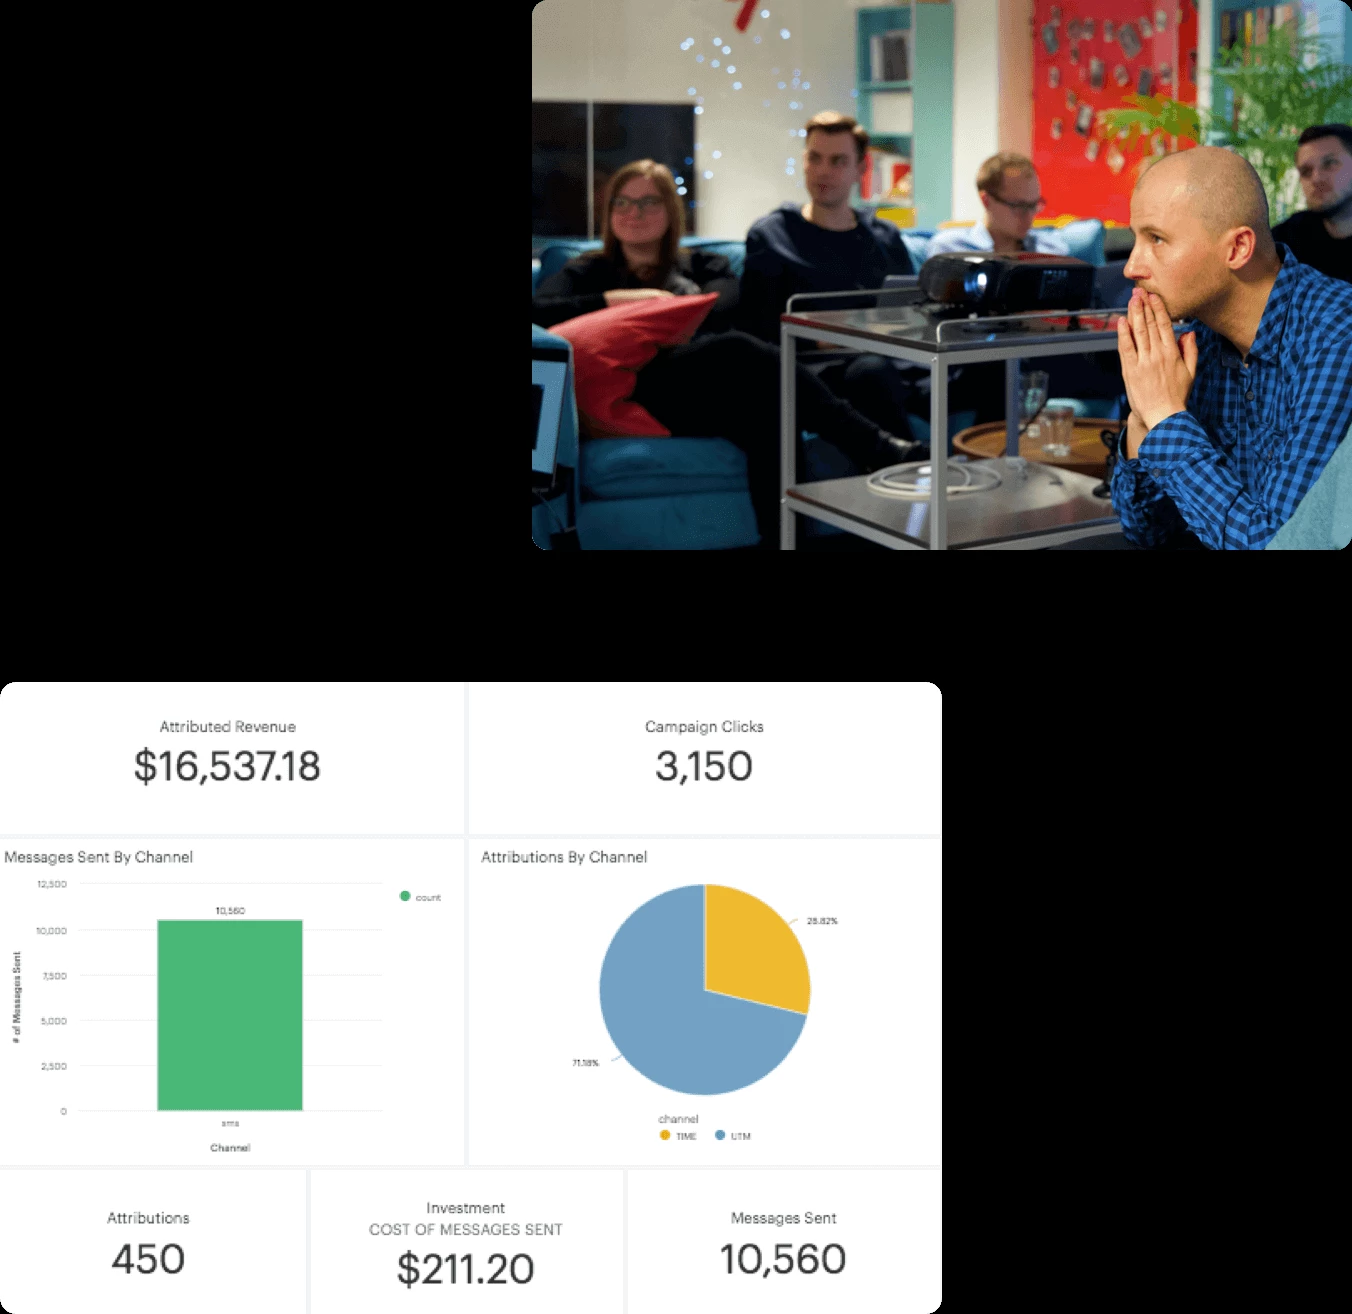 Attributed Revenue
$16,537.18
Campaign Clicks
3,150
Messages Sent By Channel
12,500
10,000
7,500
5,000
2,500
0
# of Messages Sent
10,560
sms
Channel
count
Attributions By Channel
28.82%
71.18%
channel
TIME
UTM
Attributions
450
Investment
COST OF MESSAGES SENT
$211.20
Messages Sent
10,560